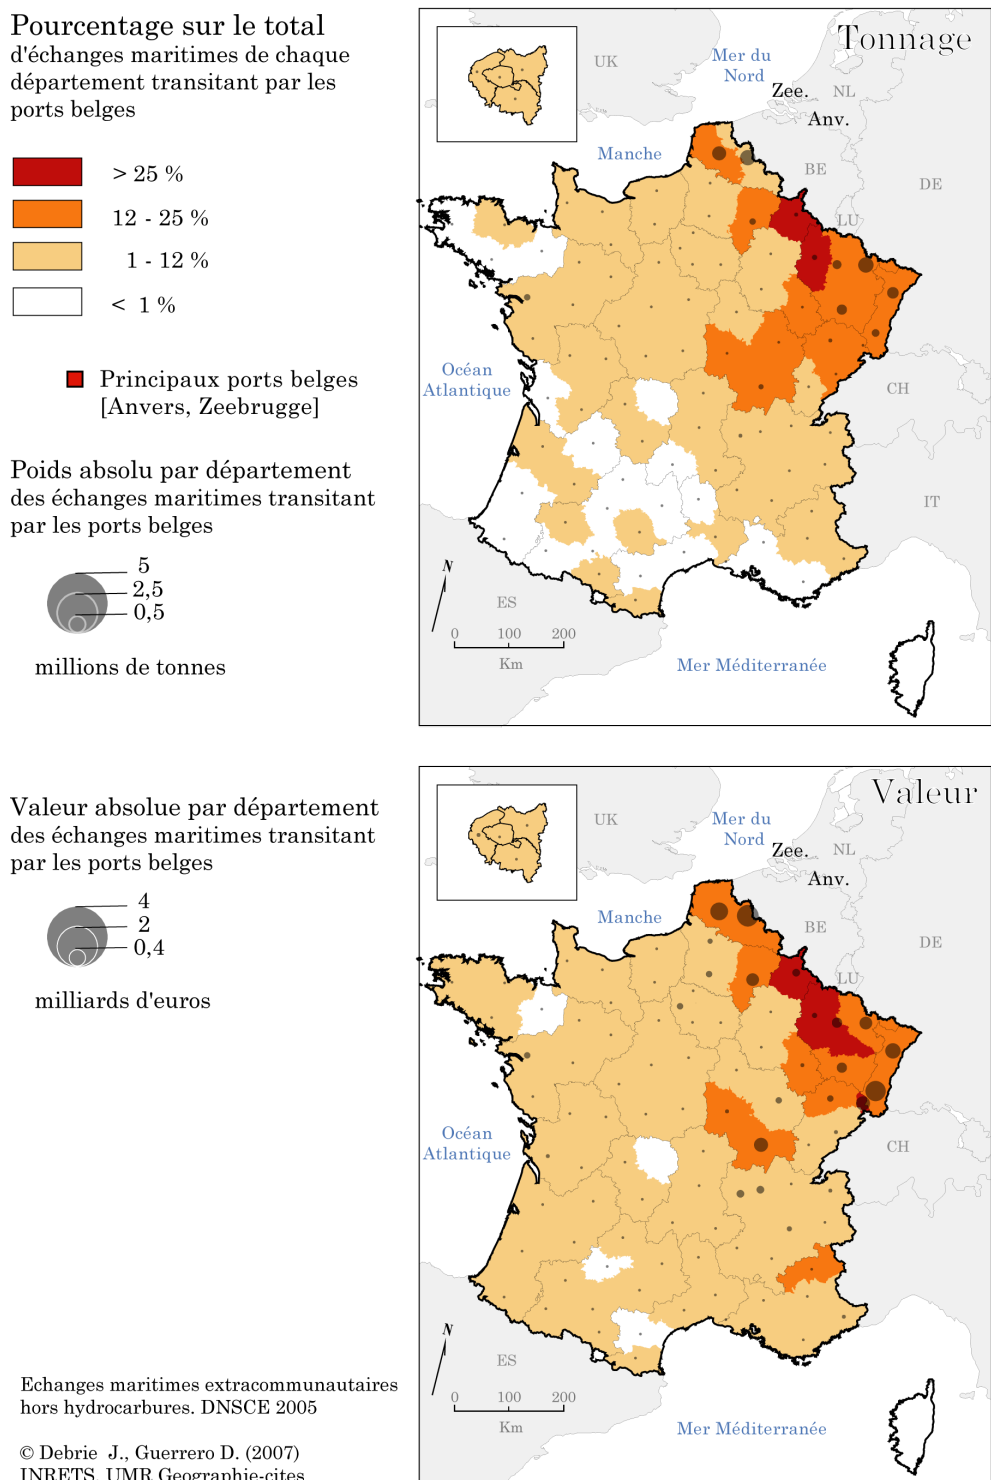 Pourcentage sur le total
d'échanges maritimes de chaque
département transitant par les
ports belges
> 25 %
12 - 25 %
1 - 12 %
< 1 %
Principaux ports belges
[Anvers, Zeebrugge]
Poids absolu par département
des échanges maritimes transitant
par les ports belges
5
2,5
0,5
millions de tonnes
Tonnage
UK
Mer du
Nord
Zee.
NL
Anv.
Manche
BE
DE
LU
Océan
Atlantique
CH
IT
N
ES
0 100 200
Km
Mer Méditerranée
Valeur absolue par département
des échanges maritimes transitant
par les ports belges
4
2
0,4
milliards d'euros
Valeur
UK
Mer du
Nord
Zee.
NL
Anv.
Manche
BE
DE
LU
Océan
Atlantique
CH
N
ES
0 100 200
Km
Mer Méditerranée
Echanges maritimes extracommunautaires
hors hydrocarbures. DNSCE 2005
© Debrie J., Guerrero D. (2007)
INRETS, UMR Geographie-cites